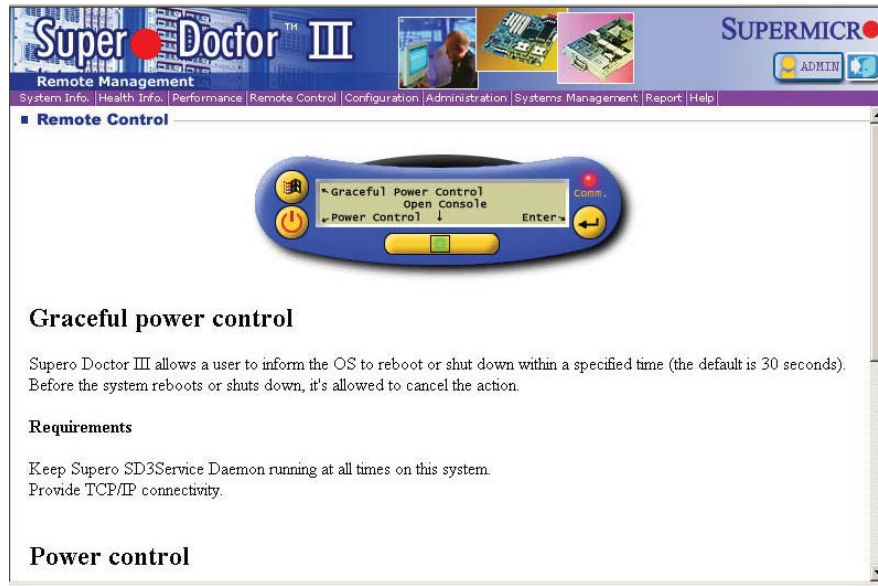 Super Doctor™ III
SUPERMICR
Remote Management
ADMIN
System Info. | Health Info. | Performance | Remote Control | Configuration | Administration | Systems Management | Report | Help
Remote Control
Graceful Power Control
Open Console
Power Control ↓ Enter
Comm.
Graceful power control
Supero Doctor III allows a user to inform the OS to reboot or shut down within a specified time (the default is 30 seconds).
Before the system reboots or shuts down, it's allowed to cancel the action.
Requirements
Keep Supero SD3Service Daemon running at all times on this system.
Provide TCP/IP connectivity.
Power control